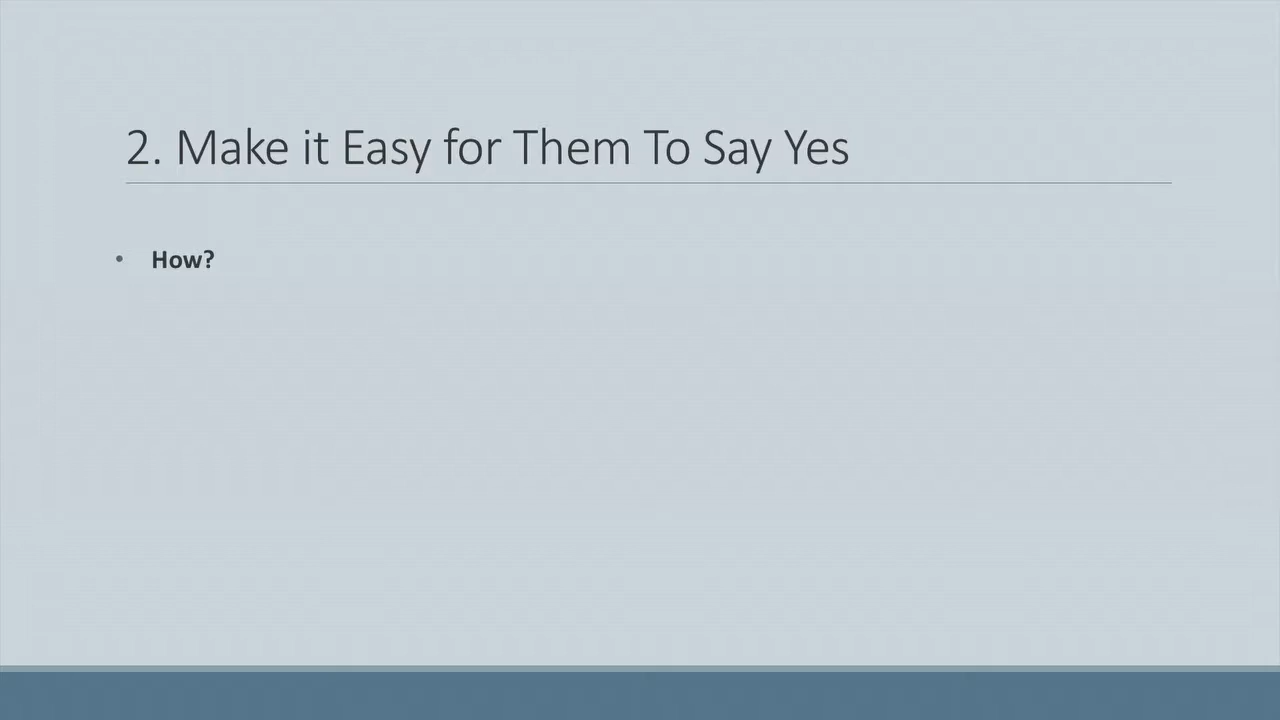 2. Make it Easy for Them To Say Yes
• How?